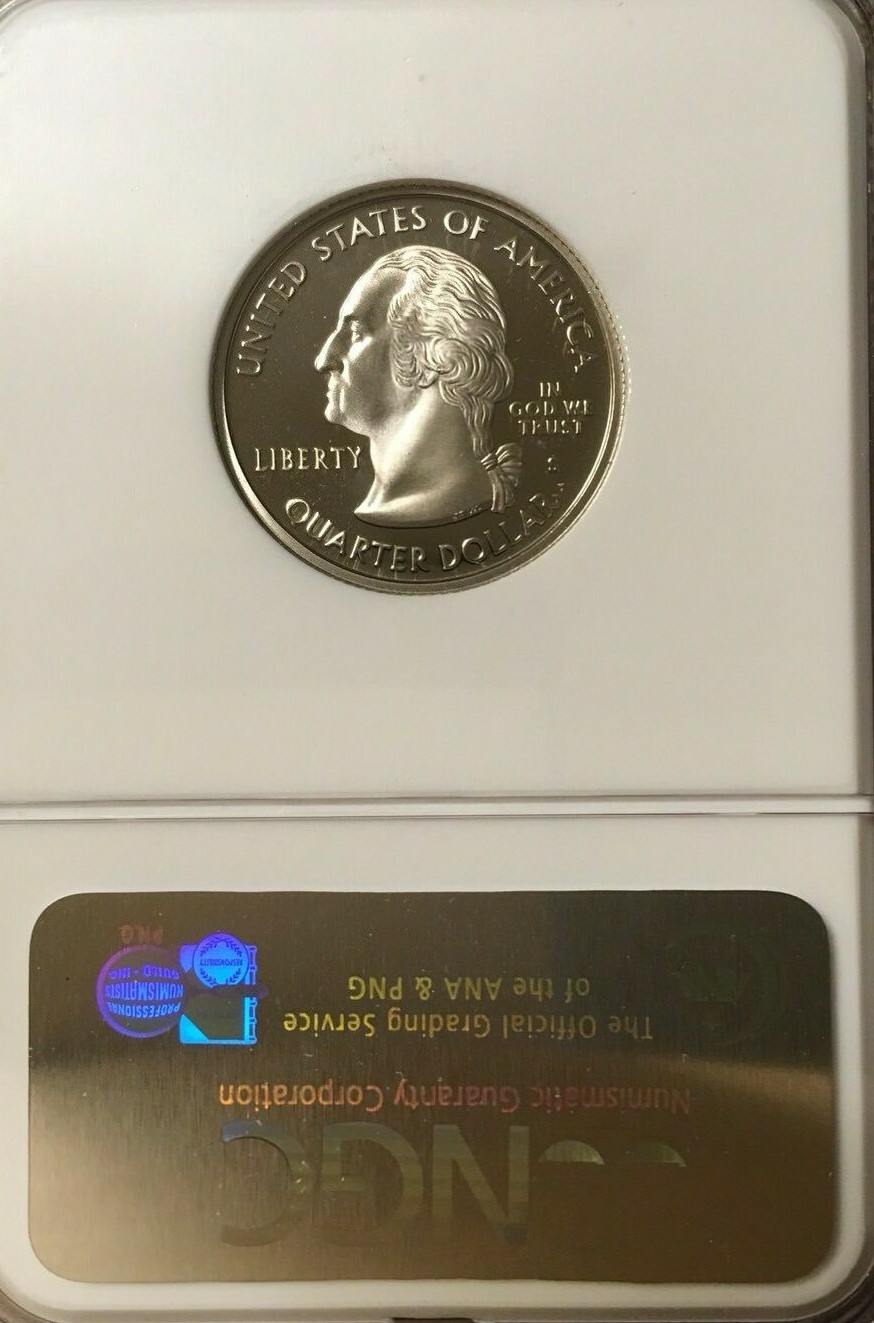 UNITED STATES OF AMERICA
IN
GOD WE
TRUST
LIBERTY
S
QUARTER DOLLAR
NGC
Numismatic Guaranty Corporation
The Official Grading Service
of the ANA & PNG
PROFESSIONAL
NUMISMATISTS
GUILD - INC
RESPONSIBILITY
PNG